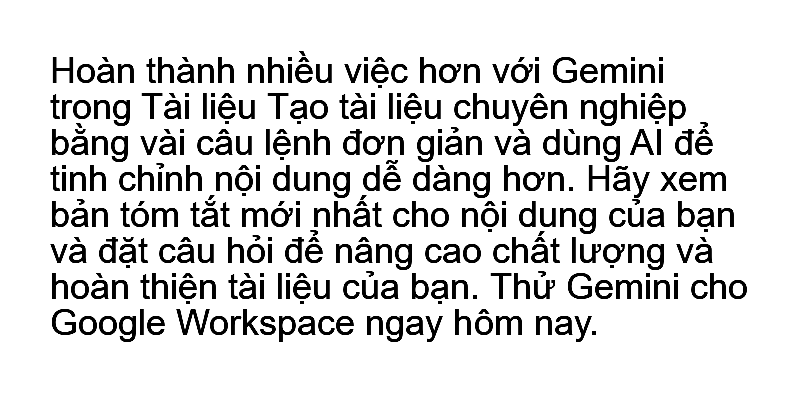 Hoàn thành nhiều việc hơn với Gemini
trong Tài liệu Tạo tài liệu chuyên nghiệp
bằng vài câu lệnh đơn giản và dùng AI để
tinh chỉnh nội dung dễ dàng hơn. Hãy xem
bản tóm tắt mới nhất cho nội dung của bạn
và đặt câu hỏi để nâng cao chất lượng và
hoàn thiện tài liệu của bạn. Thử Gemini cho
Google Workspace ngay hôm nay.